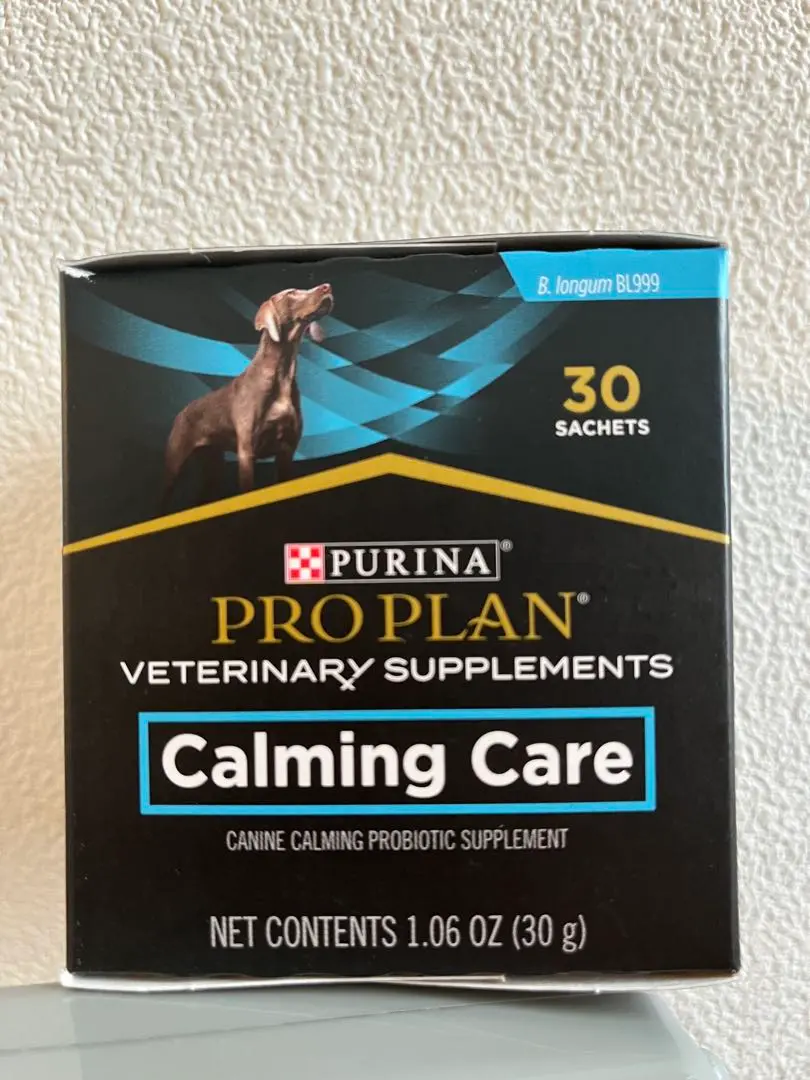 B. longum BL999
30
SACHETS
PURINA®
PRO PLAN®
VETERINARY SUPPLEMENTS
Calming Care
CANINE CALMING PROBIOTIC SUPPLEMENT
NET CONTENTS 1.06 OZ (30 g)